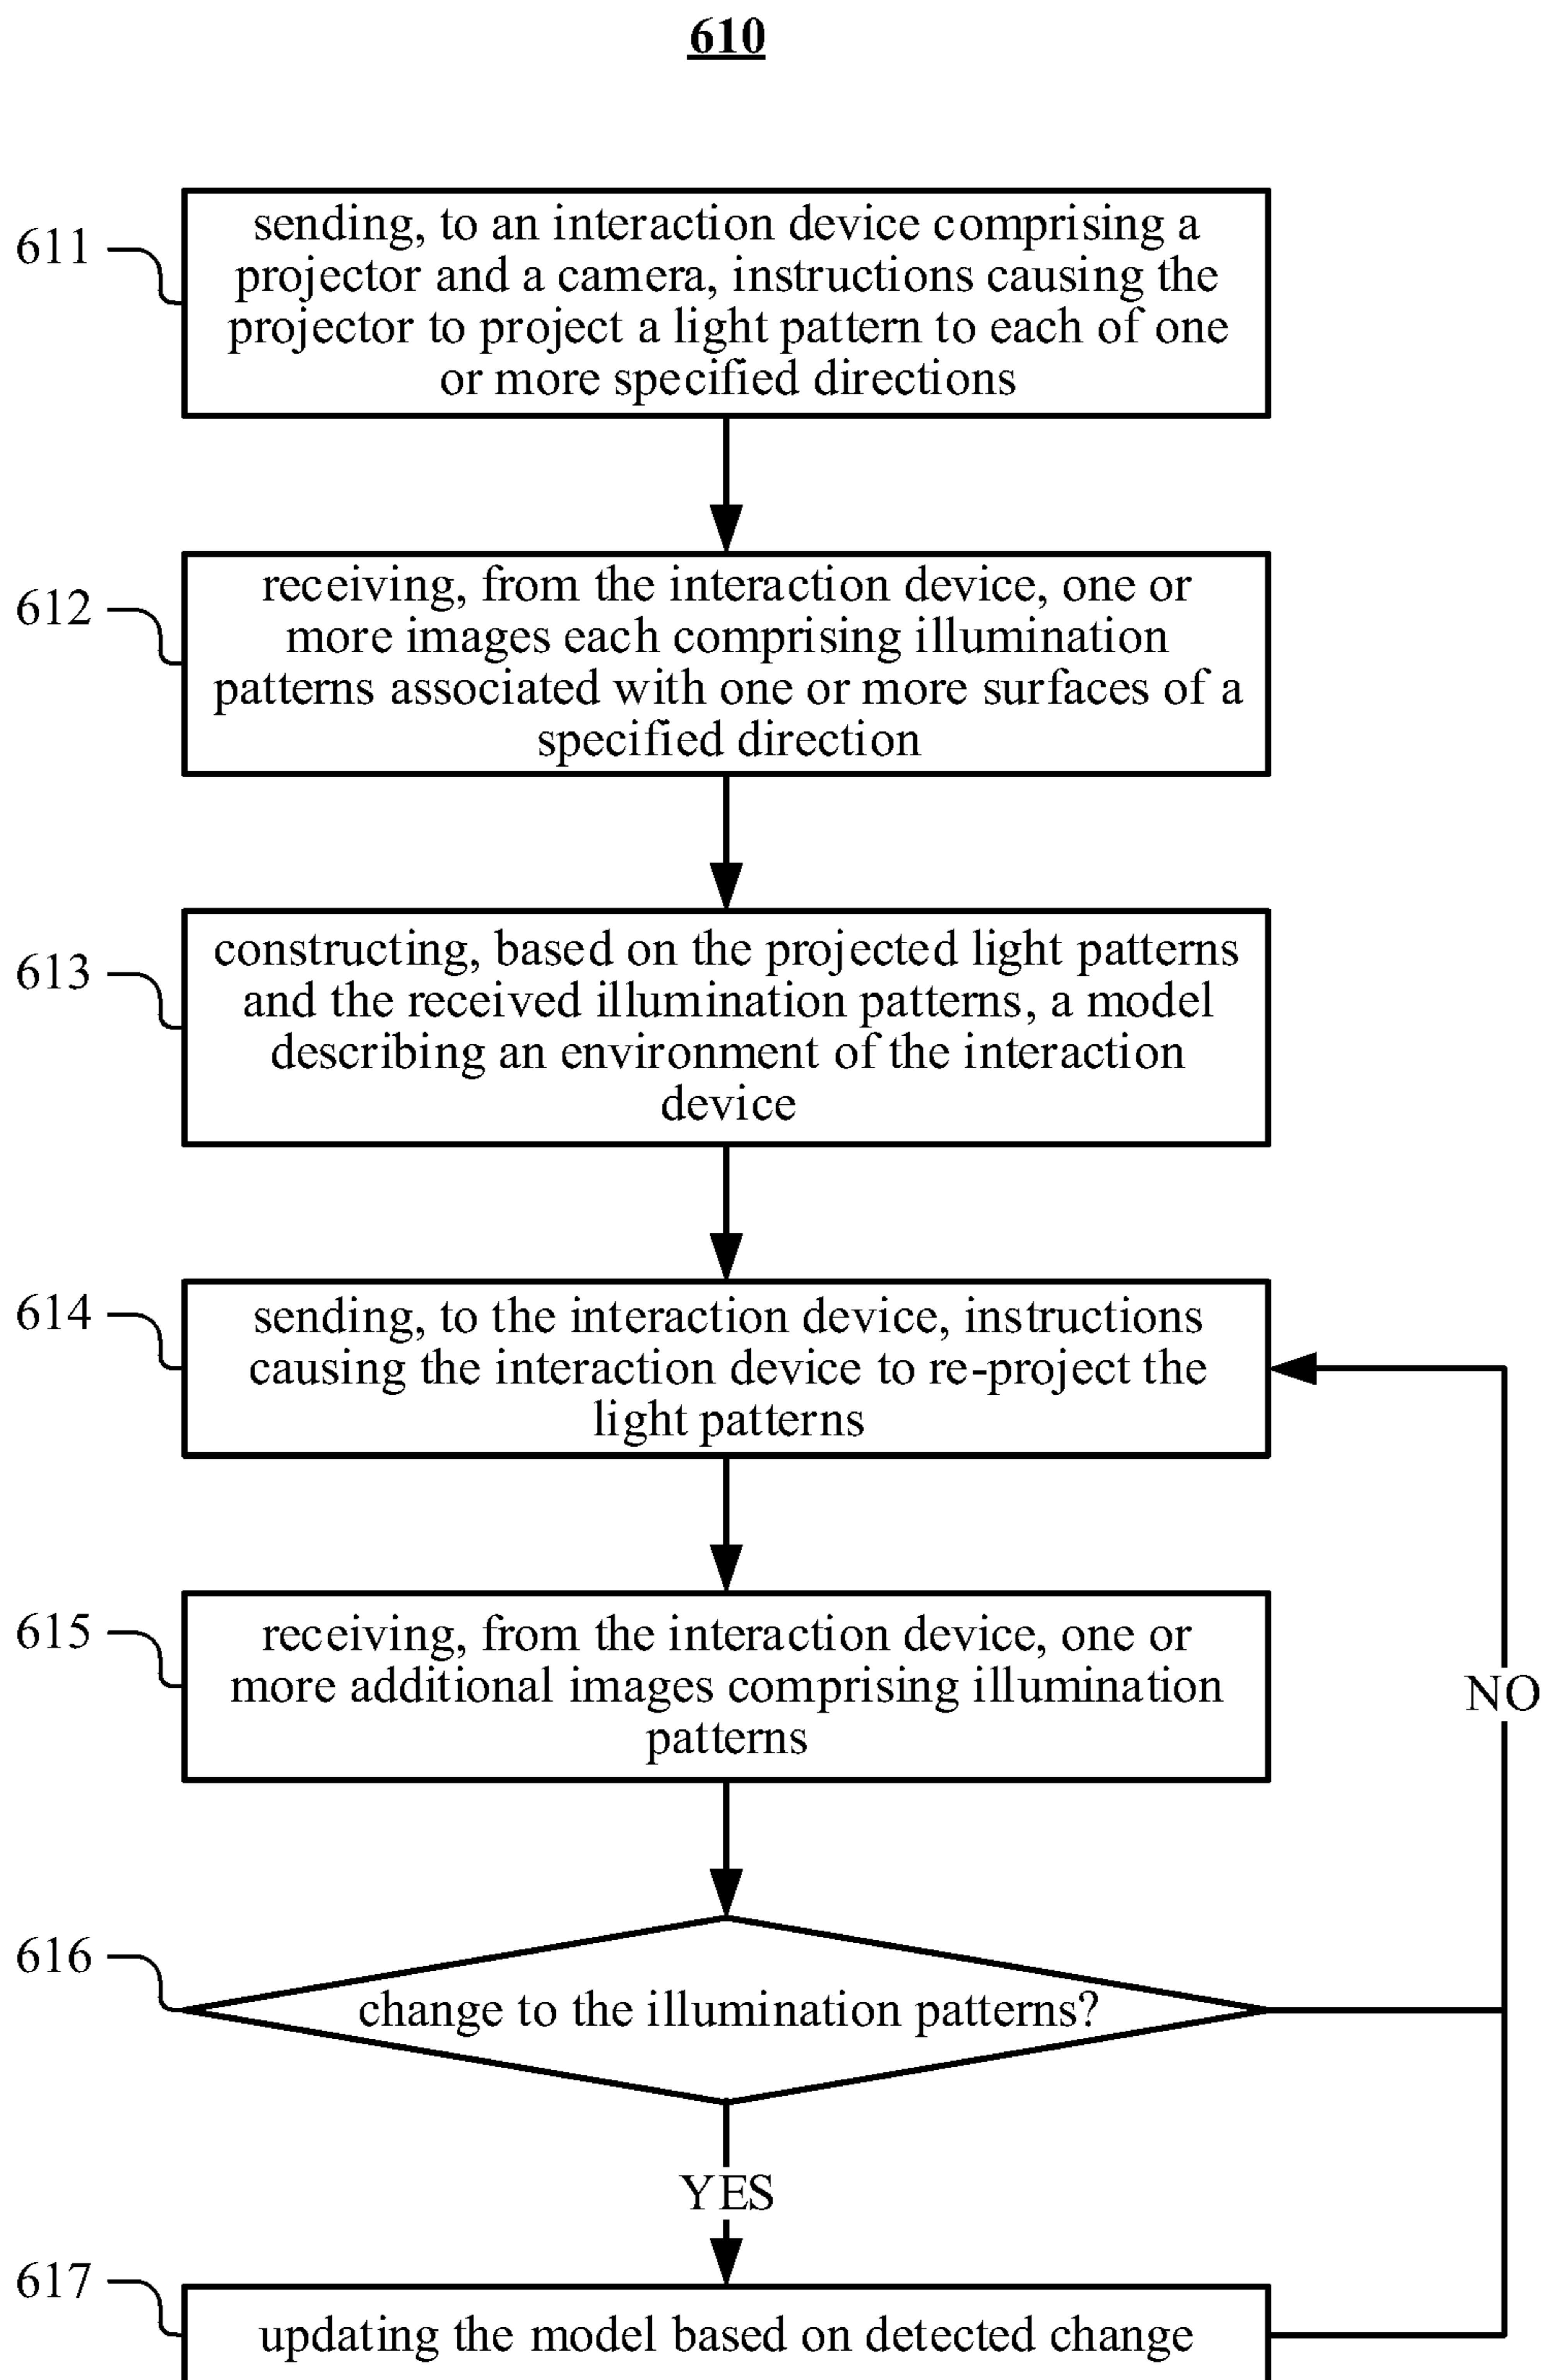 610
611
sending, to an interaction device comprising a
projector and a camera, instructions causing the
projector to project a light pattern to each of one
or more specified directions
612
receiving, from the interaction device, one or
more images each comprising illumination
patterns associated with one or more surfaces of a
specified direction
613
constructing, based on the projected light patterns
and the received illumination patterns, a model
describing an environment of the interaction
device
614
sending, to the interaction device, instructions
causing the interaction device to re-project the
light patterns
615
receiving, from the interaction device, one or
more additional images comprising illumination
patterns
NO
616
change to the illumination patterns?
YES
617
updating the model based on detected change